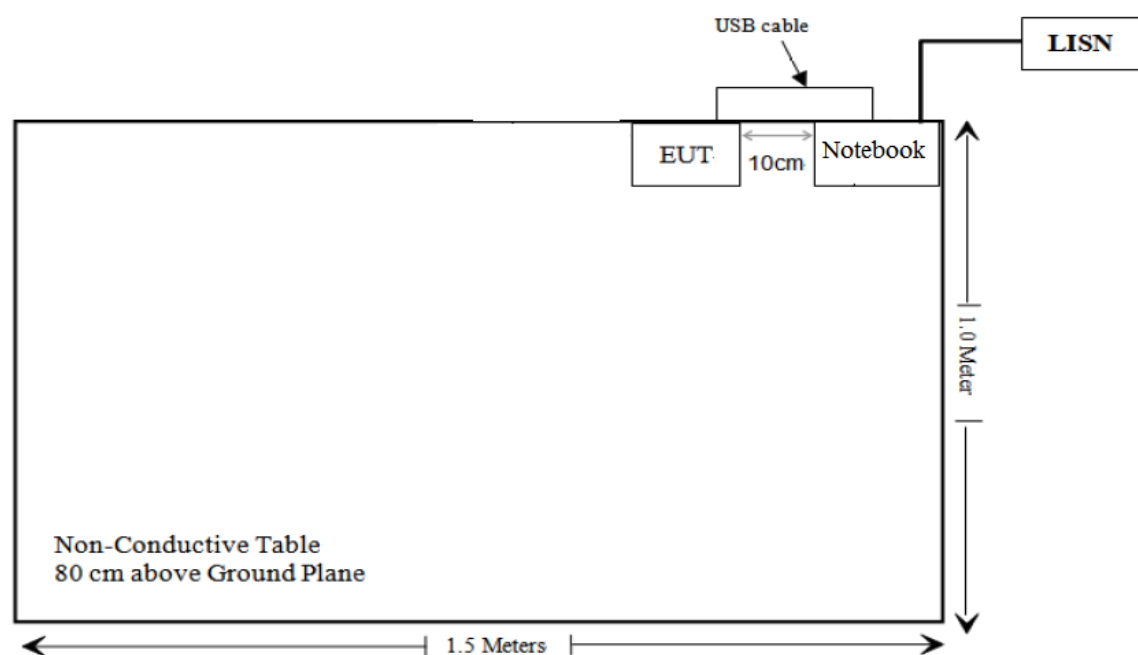 USB cable
LISN
EUT
10cm
Notebook
1.0 Meter
Non-Conductive Table
80 cm above Ground Plane
1.5 Meters